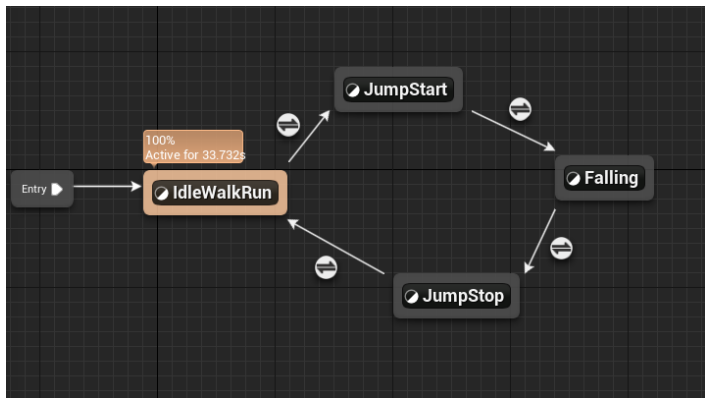 JumpStart
100%
Active for 33.732s
Falling
Entry
IdleWalkRun
JumpStop